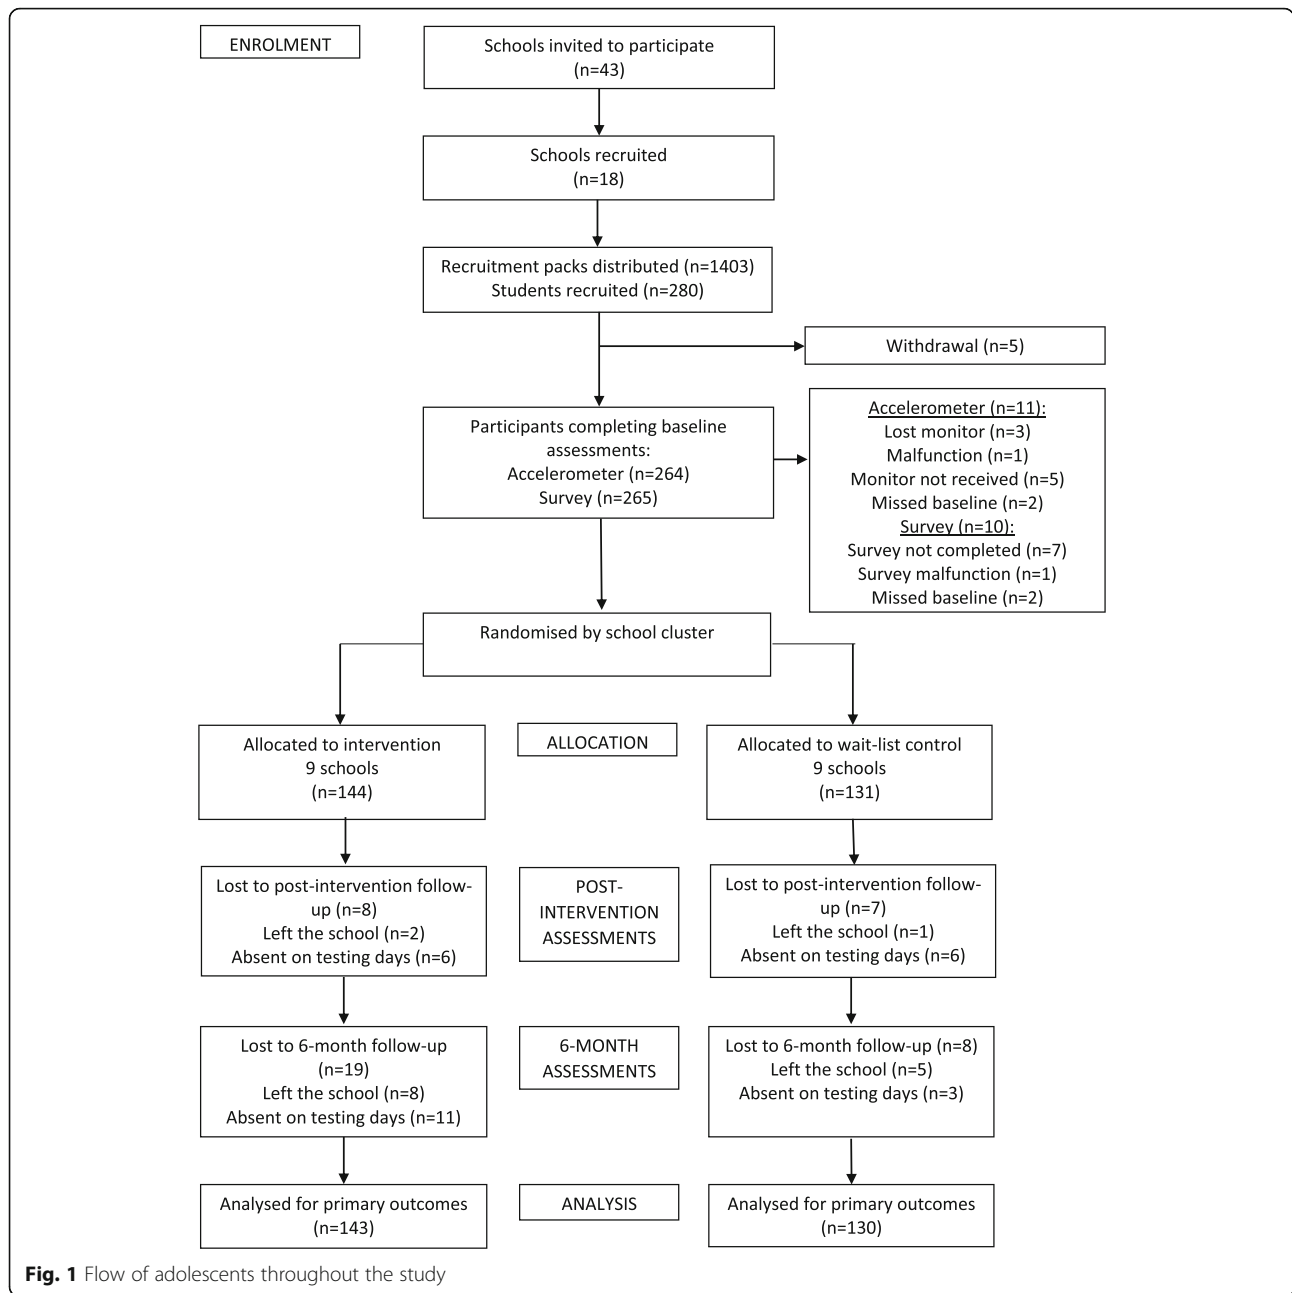 ENROLMENT
Schools invited to participate
(n=43)
Schools recruited
(n=18)
Recruitment packs distributed (n=1403)
Students recruited (n=280)
Withdrawal (n=5)
Participants completing baseline
assessments:
Accelerometer (n=264)
Survey (n=265)
Accelerometer (n=11):
Lost monitor (n=3)
Malfunction (n=1)
Monitor not received (n=5)
Missed baseline (n=2)
Survey (n=10):
Survey not completed (n=7)
Survey malfunction (n=1)
Missed baseline (n=2)
Randomised by school cluster
Allocated to intervention
9 schools
(n=144)
ALLOCATION
Allocated to wait-list control
9 schools
(n=131)
Lost to post-intervention follow-
up (n=8)
Left the school (n=2)
Absent on testing days (n=6)
POST-
INTERVENTION
ASSESSMENTS
Lost to post-intervention follow-
up (n=7)
Left the school (n=1)
Absent on testing days (n=6)
Lost to 6-month follow-up
(n=19)
Left the school (n=8)
Absent on testing days (n=11)
6-MONTH
ASSESSMENTS
Lost to 6-month follow-up (n=8)
Left the school (n=5)
Absent on testing days (n=3)
Analysed for primary outcomes
(n=143)
ANALYSIS
Analysed for primary outcomes
(n=130)
Fig. 1 Flow of adolescents throughout the study